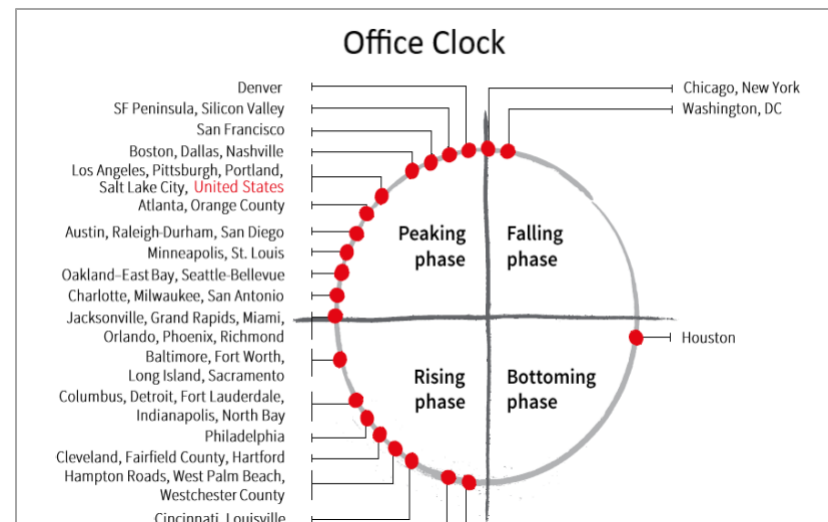 Office Clock
Denver
SF Peninsula, Silicon Valley
San Francisco
Boston, Dallas, Nashville
Los Angeles, Pittsburgh, Portland,
Salt Lake City, United States
Atlanta, Orange County
Austin, Raleigh-Durham, San Diego
Minneapolis, St. Louis
Oakland–East Bay, Seattle-Bellevue
Charlotte, Milwaukee, San Antonio
Jacksonville, Grand Rapids, Miami,
Orlando, Phoenix, Richmond
Baltimore, Fort Worth,
Long Island, Sacramento
Columbus, Detroit, Fort Lauderdale,
Indianapolis, North Bay
Philadelphia
Cleveland, Fairfield County, Hartford
Hampton Roads, West Palm Beach,
Westchester County
Cincinnati, Louisville
Peaking
phase
Falling
phase
Rising
phase
Bottoming
phase
Chicago, New York
Washington, DC
Houston